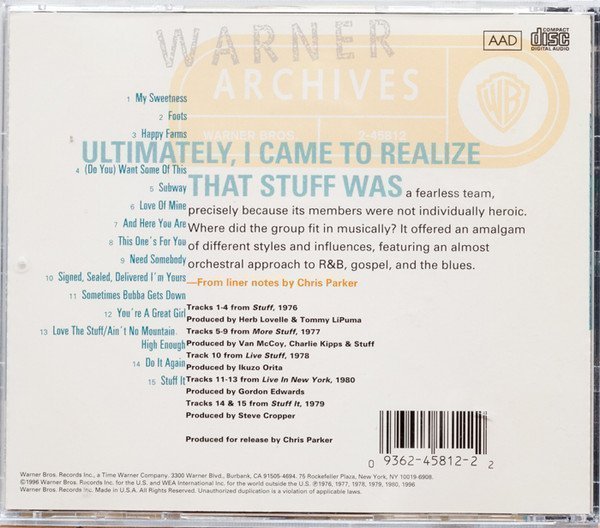 WARNER
ARCHIVES
WARNER BROS 2-45812
WB
AAD
COMPACT
disc
DIGITAL AUDIO
1 My Sweetness
2 Foots
3 Happy Farms
4 (Do You) Want Some Of This
5 Subway
6 Love Of Mine
7 And Here You Are
8 This One's For You
9 Need Somebody
10 Signed, Sealed, Delivered I'm Yours
11 Sometimes Bubba Gets Down
12 You're A Great Girl
13 Love The Stuff/Ain't No Mountain
High Enough
14 Do It Again
15 Stuff It
ULTIMATELY, I CAME TO REALIZE
THAT STUFF WAS a fearless team,
precisely because its members were not individually heroic.
Where did the group fit in musically? It offered an amalgam
of different styles and influences, featuring an almost
orchestral approach to R&B, gospel, and the blues.
—From liner notes by Chris Parker
Tracks 1-4 from Stuff, 1976
Produced by Herb Lovelle & Tommy LiPuma
Tracks 5-9 from More Stuff, 1977
Produced by Van McCoy, Charlie Kipps & Stuff
Track 10 from Live Stuff, 1978
Produced by Ikuzo Orita
Tracks 11-13 from Live In New York, 1980
Produced by Gordon Edwards
Tracks 14 & 15 from Stuff It, 1979
Produced by Steve Cropper
Produced for release by Chris Parker
0 9362-45812-2 2
Warner Bros. Records Inc., a Time Warner Company. 3300 Warner Blvd., Burbank, CA 91505-4694. 75 Rockefeller Plaza, New York, NY 10019-6908.
©1996 Warner Bros. Records Inc. for the U.S. and WEA International Inc. for the world outside the U.S. ℗1976, 1977, 1978, 1979, 1980, 1996
Warner Bros. Records Inc. Made in U.S.A. All Rights Reserved. Unauthorized duplication is a violation of applicable laws.